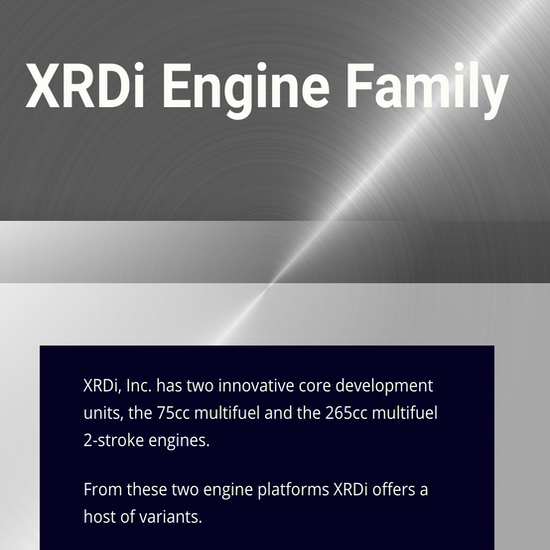 XRDi Engine Family
XRDi, Inc. has two innovative core development
units, the 75cc multifuel and the 265cc multifuel
2-stroke engines.
From these two engine platforms XRDi offers a
host of variants.